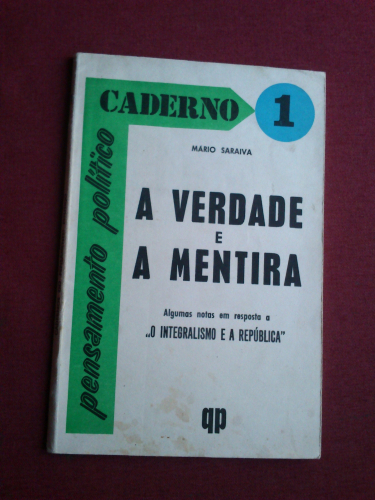 CADERNO 1
pensamento político
MÁRIO SARAIVA
A VERDADE
E
A MENTIRA
Algumas notas em resposta a
„O INTEGRALISMO E A REPÚBLICA”
qp